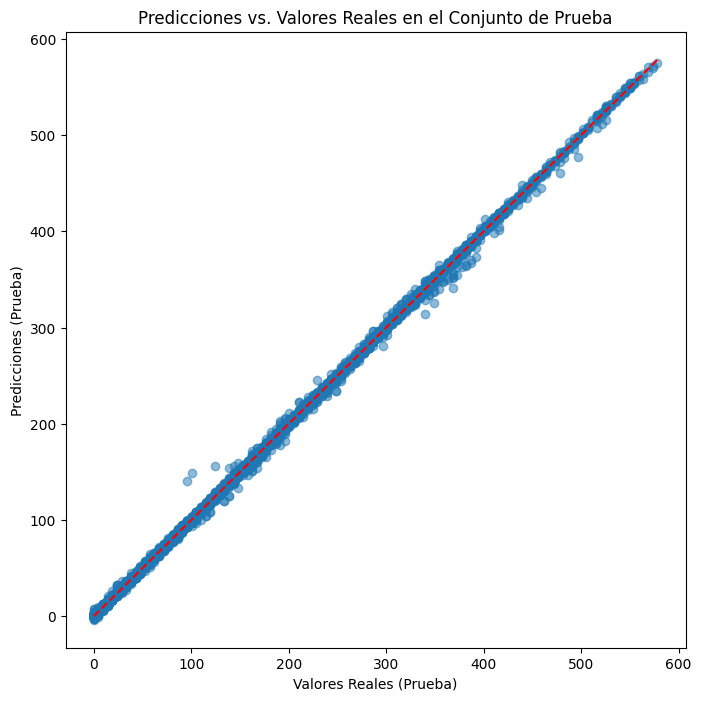 Predicciones vs. Valores Reales en el Conjunto de Prueba
600
500
400
300
200
100
0
Predicciones (Prueba)
0 100 200 300 400 500 600
Valores Reales (Prueba)